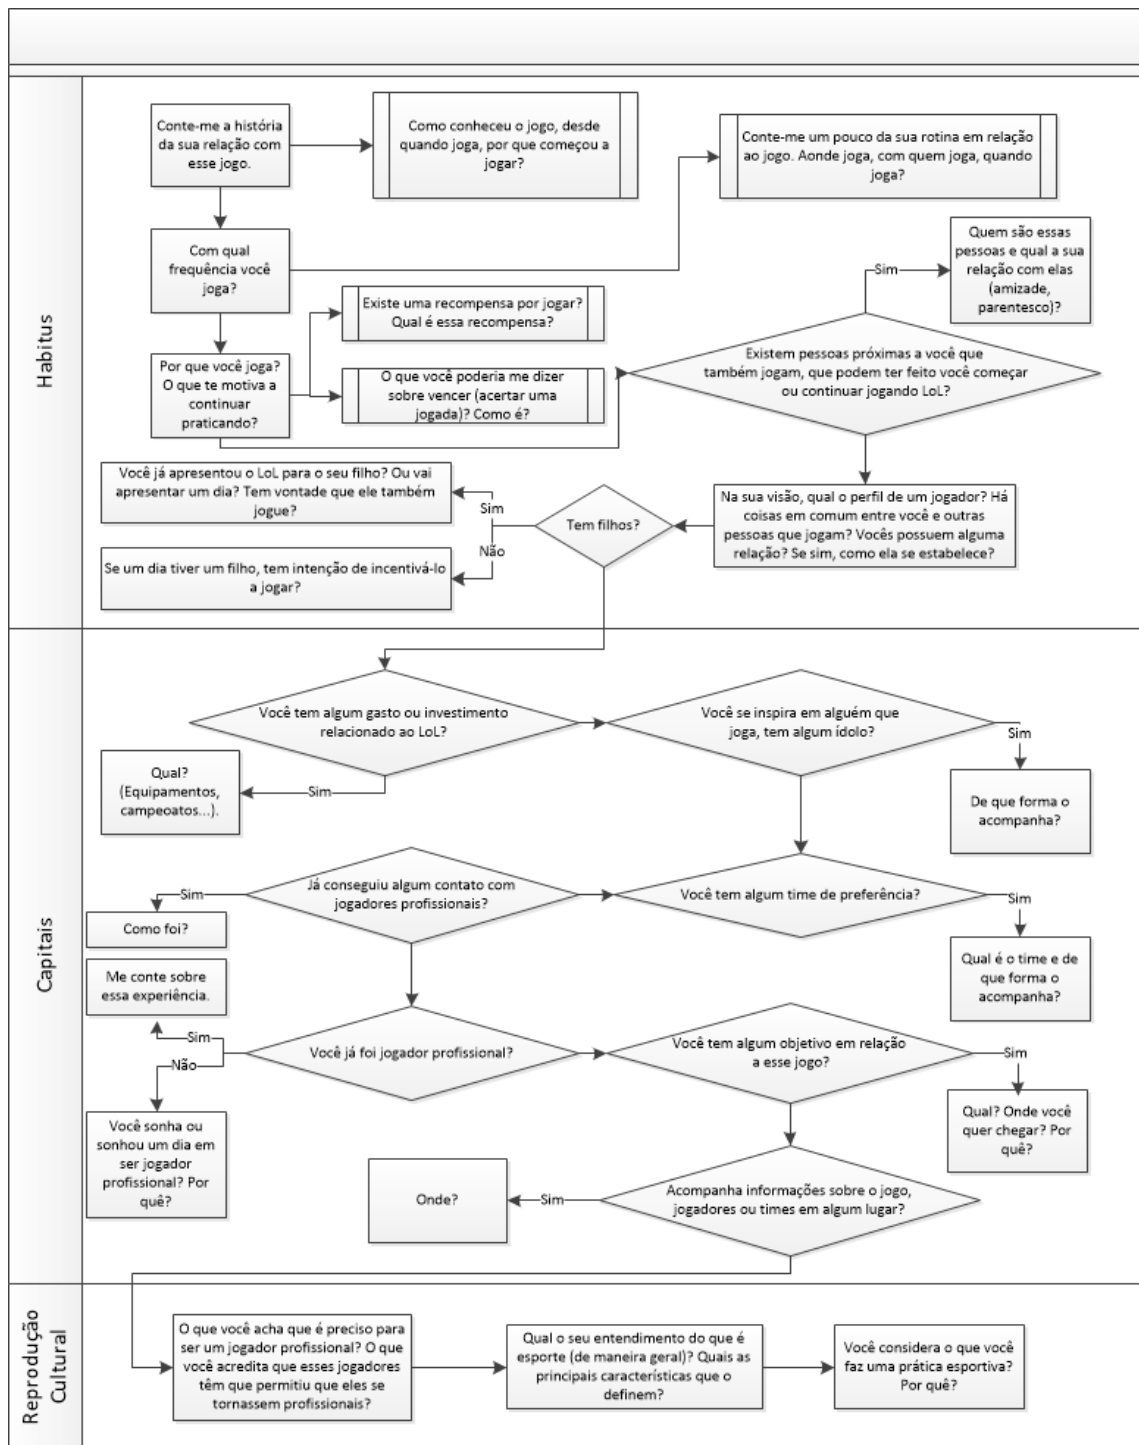 Habitus
Conte-me a história
da sua relação com
esse jogo.
Como conheceu o jogo, desde
quando joga, por que começou a
jogar?
Conte-me um pouco da sua rotina em relação
ao jogo. Aonde joga, com quem joga, quando
joga?
Com qual
frequência você
joga?
Quem são essas
pessoas e qual a sua
relação com elas
(amizade,
parentesco)?
Sim
Existe uma recompensa por jogar?
Qual é essa recompensa?
Por que você joga?
O que te motiva a
continuar
praticando?
O que você poderia me dizer
sobre vencer (acertar uma
jogada)? Como é?
Existem pessoas próximas a você que
também jogam, que podem ter feito você começar
ou continuar jogando LoL?
Você já apresentou o LoL para o seu filho? Ou vai
apresentar um dia? Tem vontade que ele também
jogue?
Sim
Não
Tem filhos?
Na sua visão, qual o perfil de um jogador? Há
coisas em comum entre você e outras
pessoas que jogam? Vocês possuem alguma
relação? Se sim, como ela se estabelece?
Se um dia tiver um filho, tem intenção de incentivá-lo
a jogar?
Capitais
Você tem algum gasto ou investimento
relacionado ao LoL?
Você se inspira em alguém que
joga, tem algum ídolo?
Sim
Qual?
(Equipamentos,
campeoatos...).
Sim
De que forma o
acompanha?
Já conseguiu algum contato com
jogadores profissionais?
Você tem algum time de preferência?
Sim
Sim
Como foi?
Qual é o time e de
que forma o
acompanha?
Me conte sobre
essa experiência.
Sim
Não
Você já foi jogador profissional?
Você tem algum objetivo em relação
a esse jogo?
Sim
Você sonha ou
sonhou um dia em
ser jogador
profissional? Por
quê?
Qual? Onde você
quer chegar? Por
quê?
Onde?
Sim
Acompanha informações sobre o jogo,
jogadores ou times em algum lugar?
Reprodução
Cultural
O que você acha que é preciso para
ser um jogador profissional? O que
você acredita que esses jogadores
têm que permitiu que eles se
tornassem profissionais?
Qual o seu entendimento do que é
esporte (de maneira geral)? Quais as
principais características que o
definem?
Você considera o que você
faz uma prática esportiva?
Por quê?